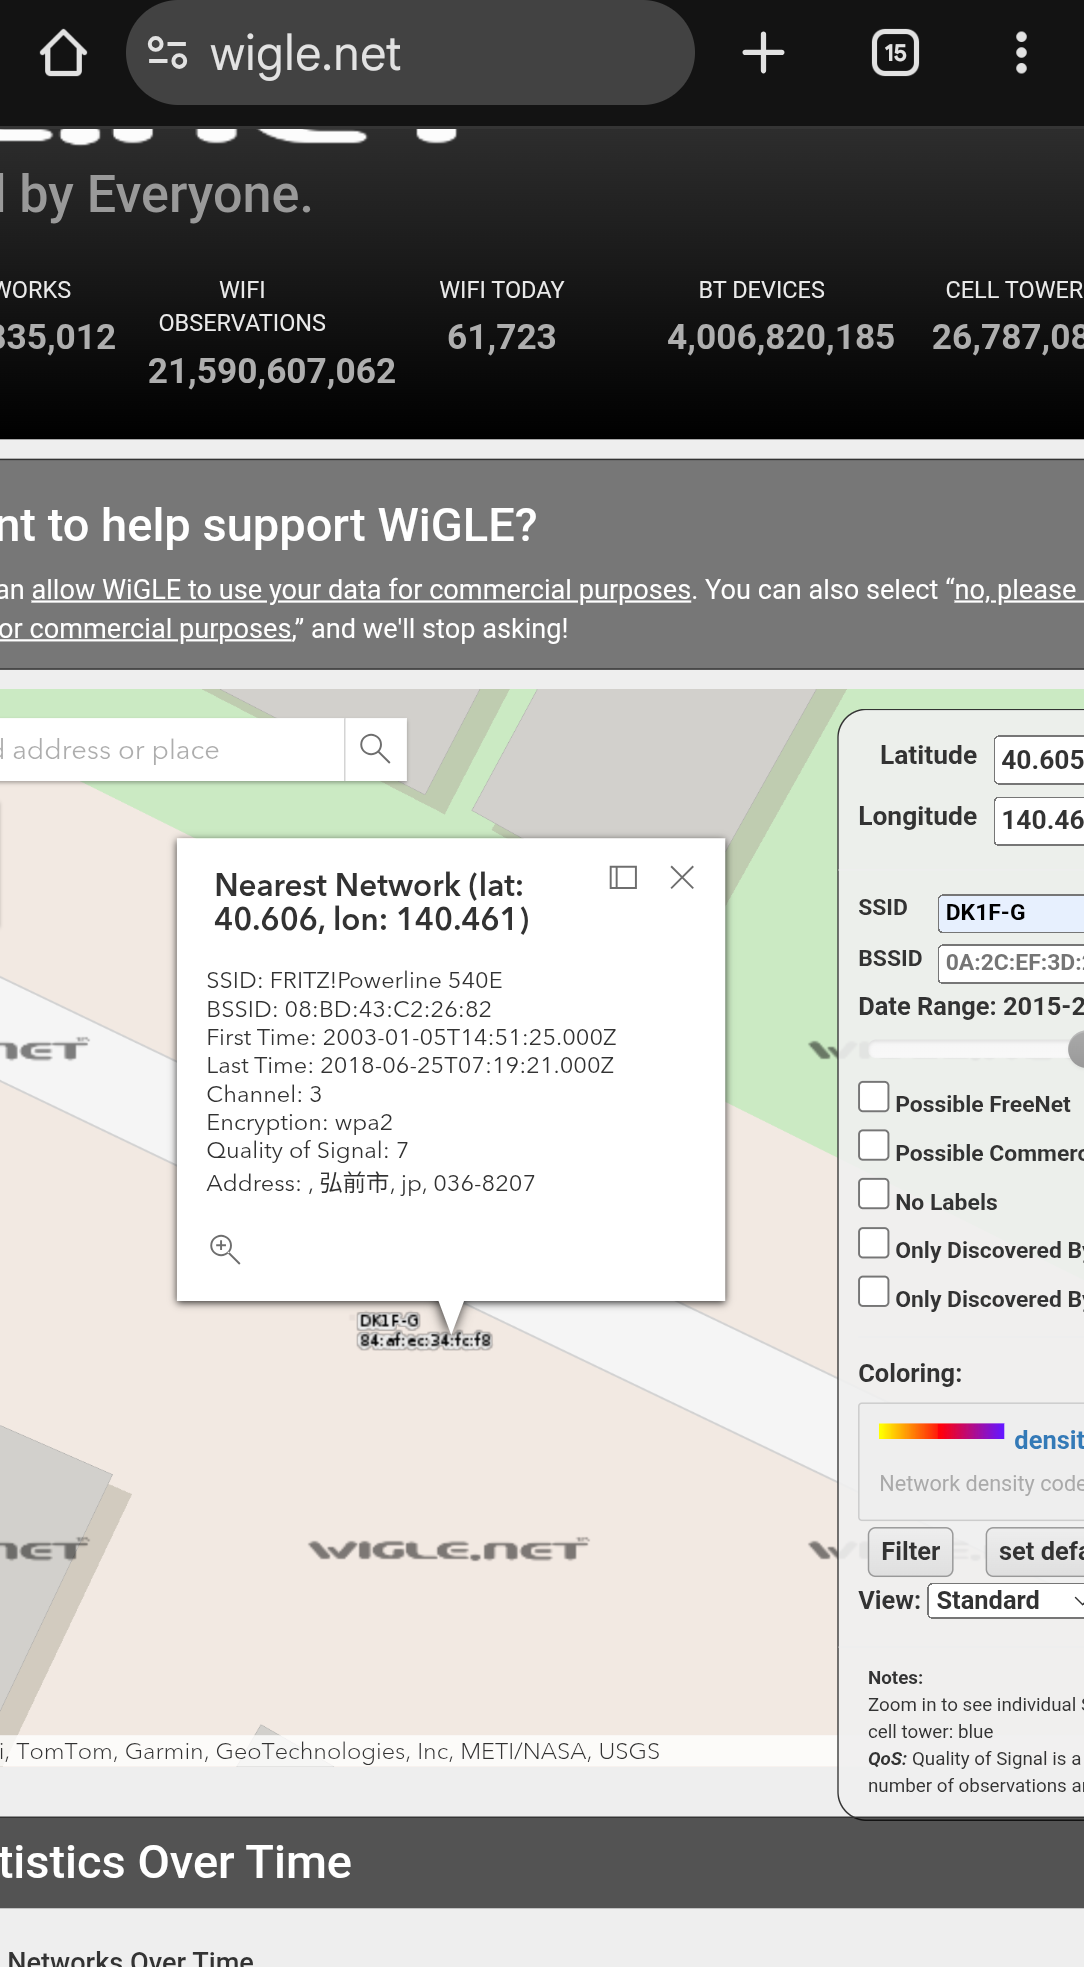 wigle.net
15
by Everyone.
WIFI
WIFI TODAY
BT DEVICES
OBSERVATIONS
335,012
61,723
4,006,820,185
21,590,607,062
nt to help support WiGLE?
an allow WiGLE to use your data for commercial purposes. You can also select “no, please
or commercial purposes,” and we'll stop asking!
address or place
Latitude 40.605
Longitude 140.46
Nearest Network (lat:
40.606, lon: 140.461)
SSID: FRITZ!Powerline 540E
BSSID: 08:BD:43:C2:26:82
First Time: 2003-01-05T14:51:25.000Z
Last Time: 2018-06-25T07:19:21.000Z
Channel: 3
Encryption: wpa2
Quality of Signal: 7
Address: , 弘前市, jp, 036-8207
DK1F-G
84:af:ec:34:fc:f8
SSID DK1F-G
BSSID 0A:2C:EF:3D:
Date Range: 2015-2
Possible FreeNet
Possible Commerc
No Labels
Only Discovered By
Only Discovered By
Coloring:
densit
Network density code
Filter set defa
View: Standard
WIGLE.NET
Notes:
Zoom in to see individual S
cell tower: blue
QoS: Quality of Signal is a
number of observations a
i, TomTom, Garmin, GeoTechnologies, Inc, METI/NASA, USGS
tistics Over Time
Networks Over Time